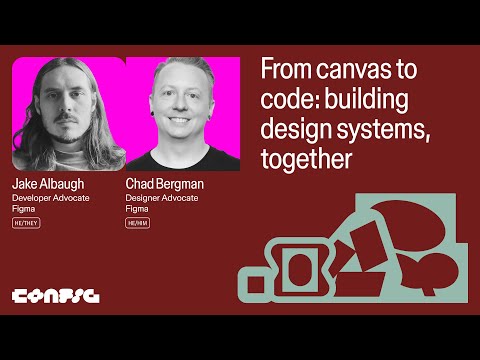 From canvas to
code: building
design systems,
together
Jake Albaugh
Developer Advocate
Figma
HE/THEY
Chad Bergman
Designer Advocate
Figma
HE/HIM
CONFIG